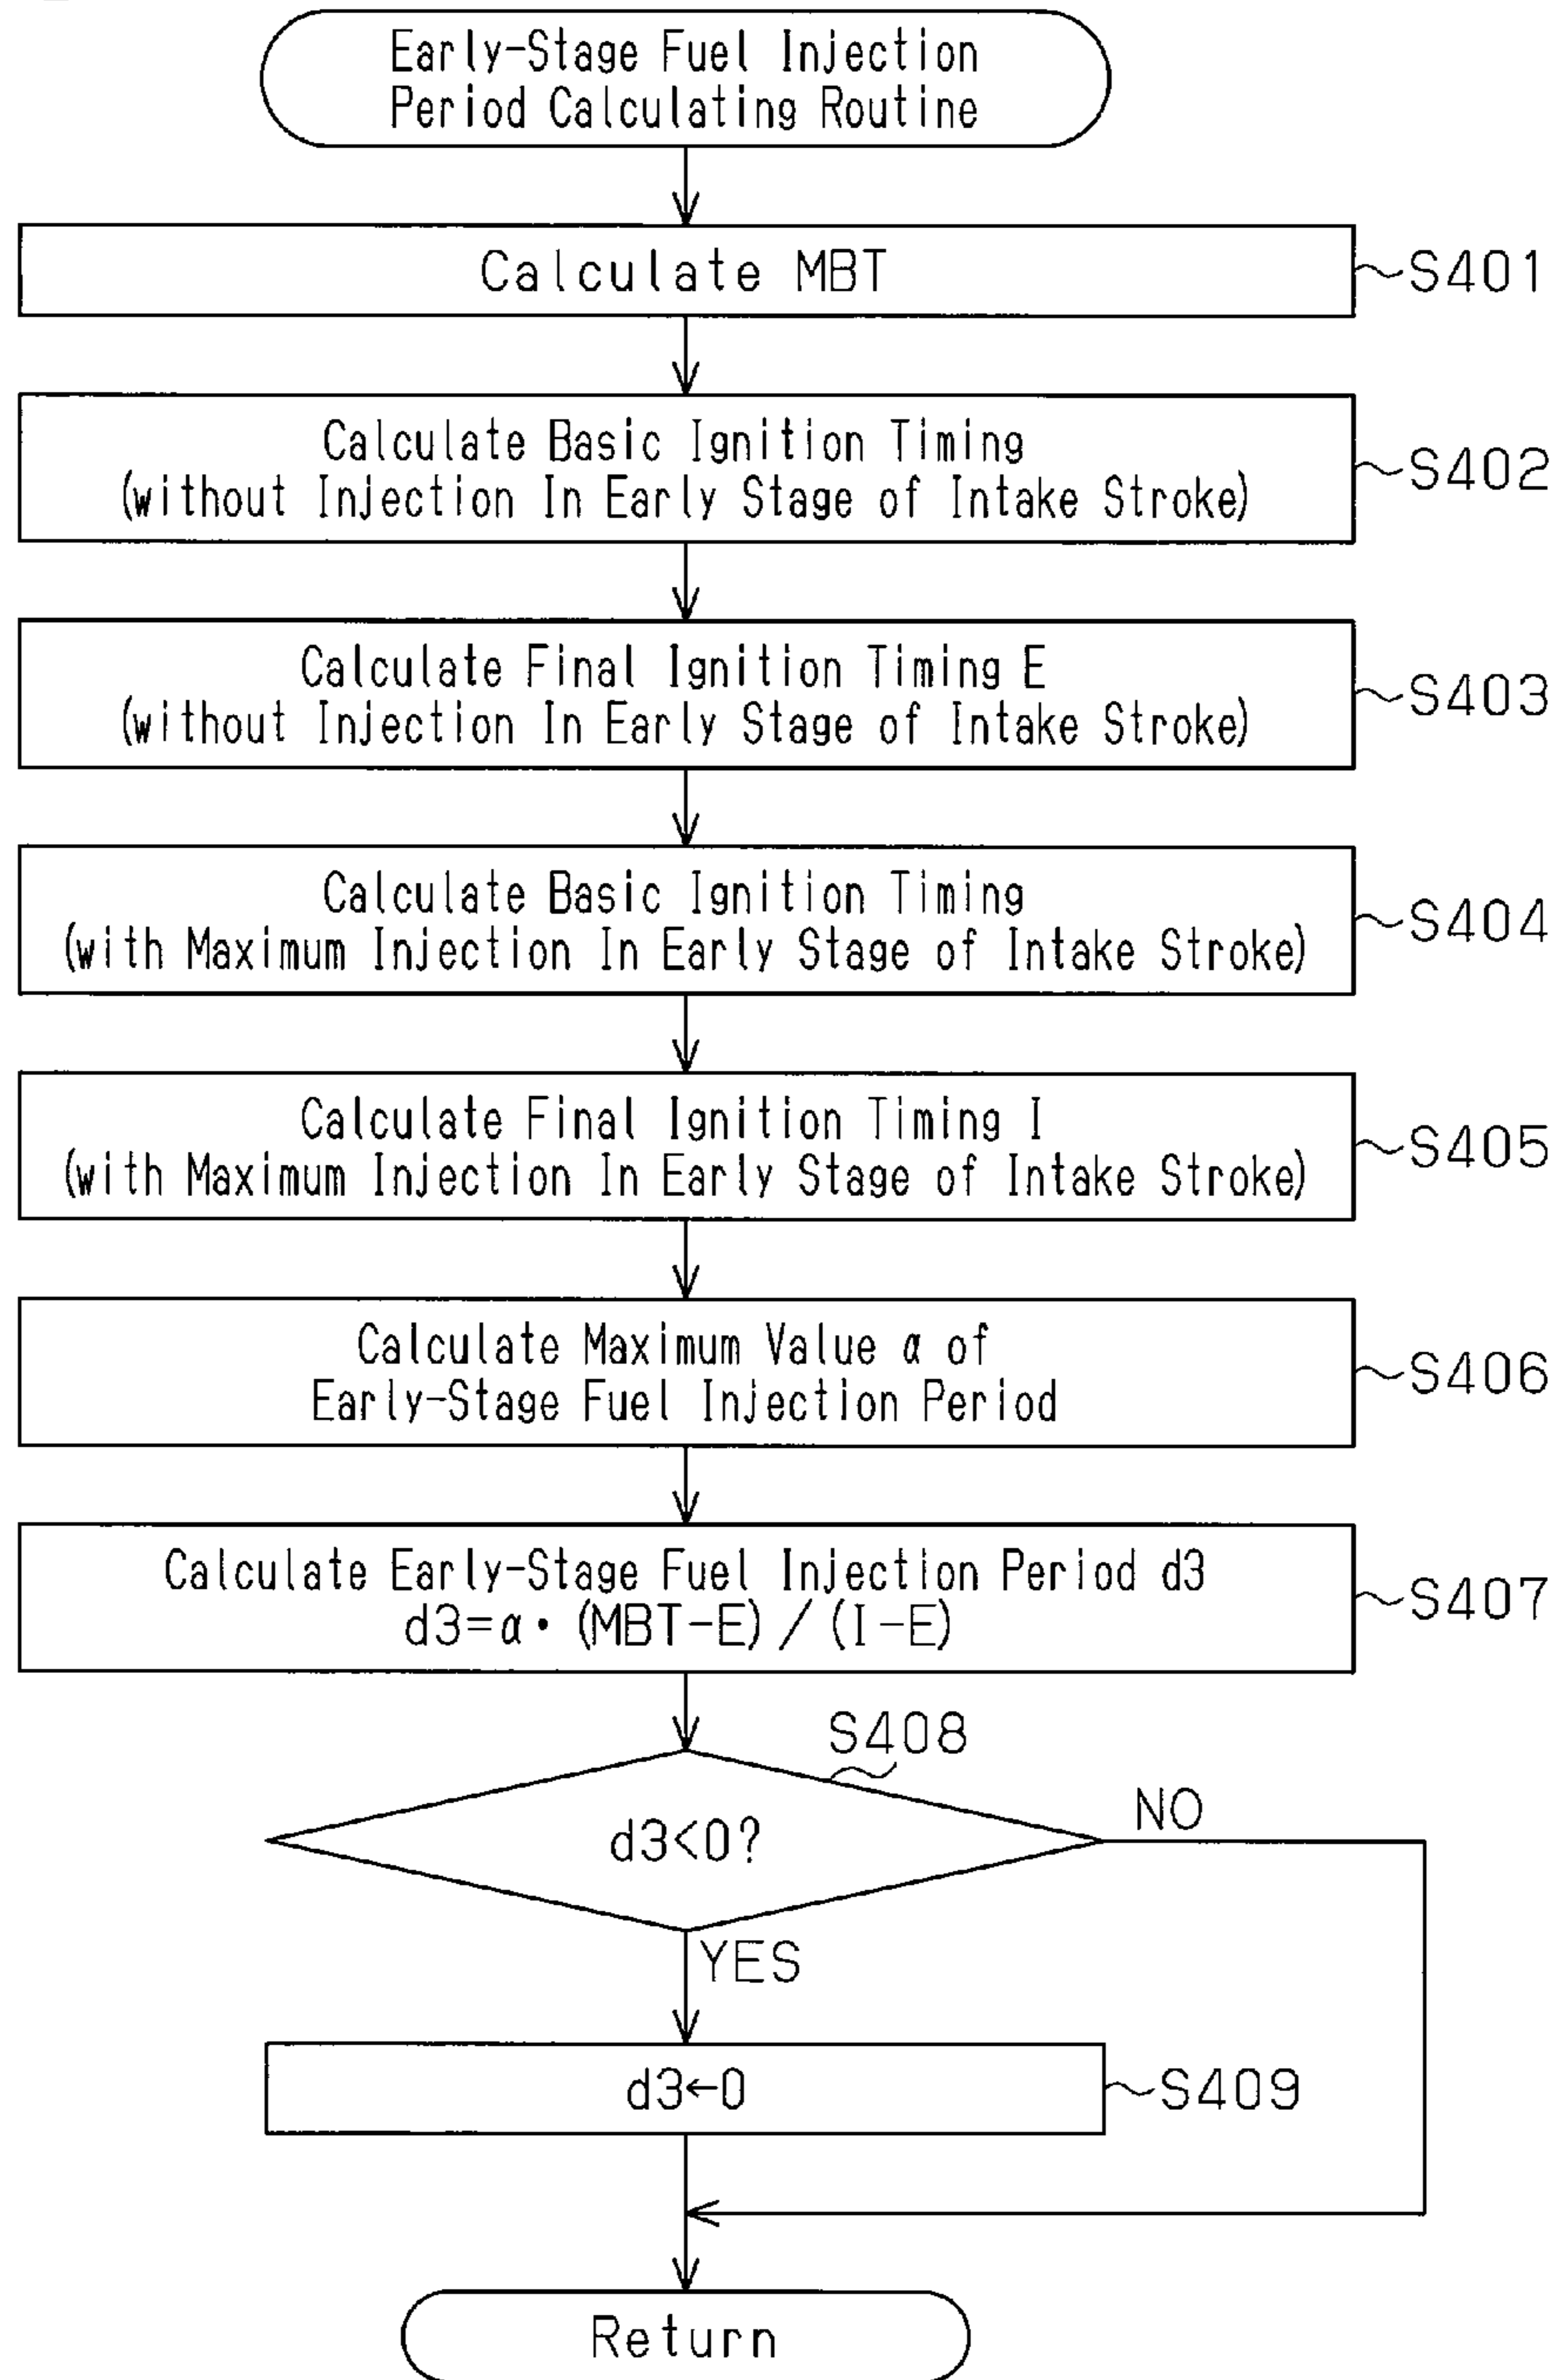 Early-Stage Fuel Injection
Period Calculating Routine
Calculate MBT
S401
Calculate Basic Ignition Timing
(without Injection In Early Stage of Intake Stroke)
S402
Calculate Final Ignition Timing E
(without Injection In Early Stage of Intake Stroke)
S403
Calculate Basic Ignition Timing
(with Maximum Injection In Early Stage of Intake Stroke)
S404
Calculate Final Ignition Timing I
(with Maximum Injection In Early Stage of Intake Stroke)
S405
Calculate Maximum Value α of
Early-Stage Fuel Injection Period
S406
Calculate Early-Stage Fuel Injection Period d3
d3=α・(MBT-E)/(I-E)
S407
S408
d3<0?
NO
YES
d3←0
S409
Return